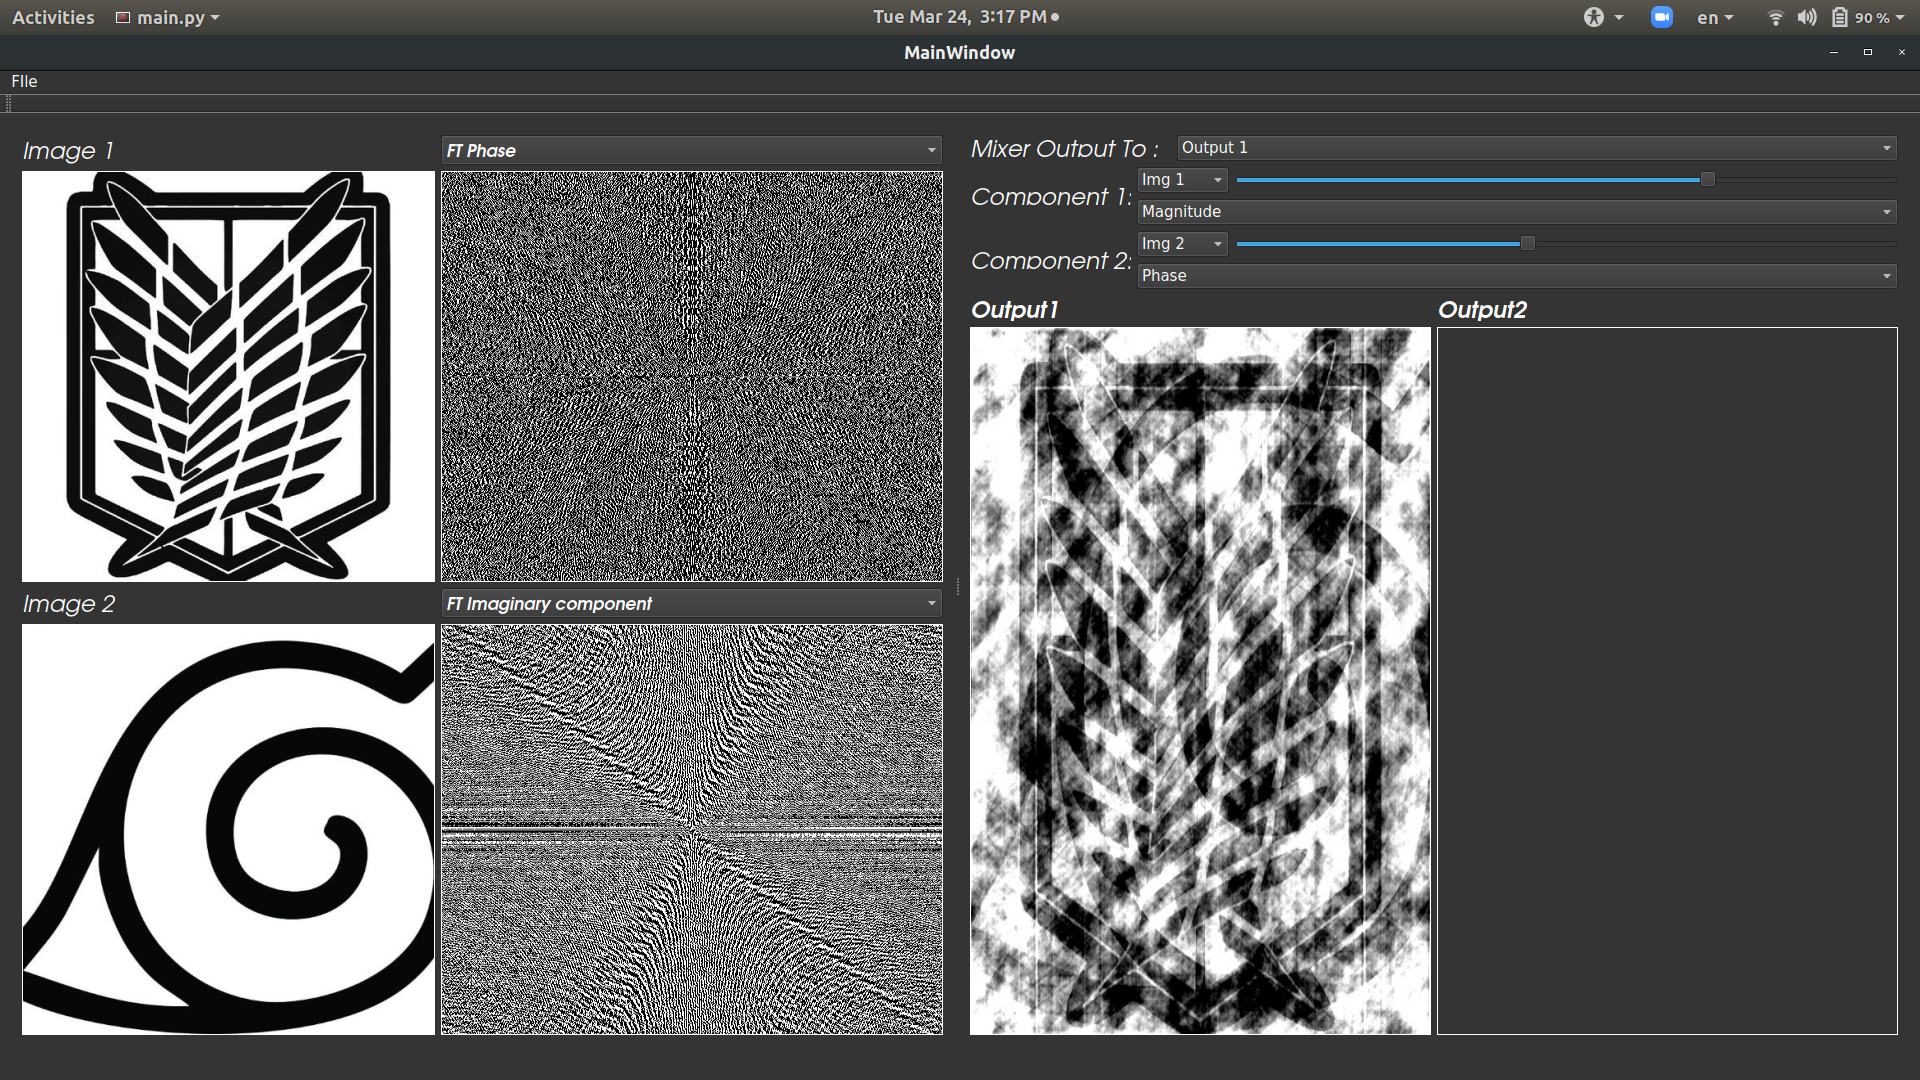 Activities main.py Tue Mar 24, 3:17 PM en 90 %
MainWindow
FIle
Image 1 FT Phase
Image 2 FT Imaginary component
Mixer Output To : Output 1
Component 1: Img 1
Magnitude
Component 2: Img 2
Phase
Output1 Output2